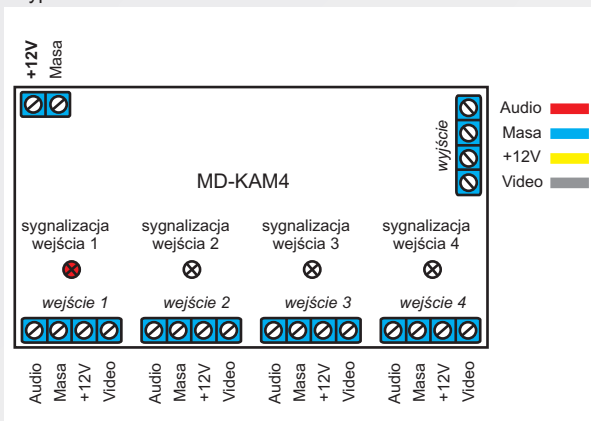 +12V
Masa
Audio
Masa
+12V
Video
wyjście
MD-KAM4
sygnalizacja
wejścia 1
sygnalizacja
wejścia 2
sygnalizacja
wejścia 3
sygnalizacja
wejścia 4
wejście 1
wejście 2
wejście 3
wejście 4
Audio
Masa
+12V
Video
Audio
Masa
+12V
Video
Audio
Masa
+12V
Video
Audio
Masa
+12V
Video